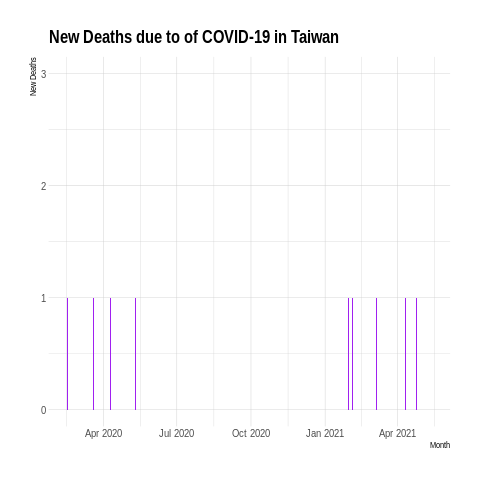 New Deaths due to of COVID-19 in Taiwan
New Deaths
3
2
1
0
Apr 2020 Jul 2020 Oct 2020 Jan 2021 Apr 2021
Month